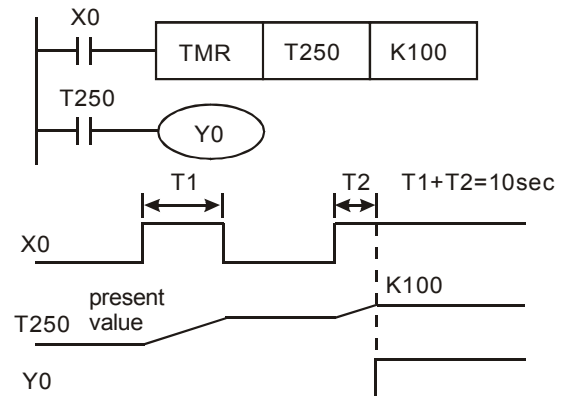 X0
TMR T250 K100
T250
Y0
T1 T2 T1+T2=10sec
X0
K100
present
T250 value
Y0